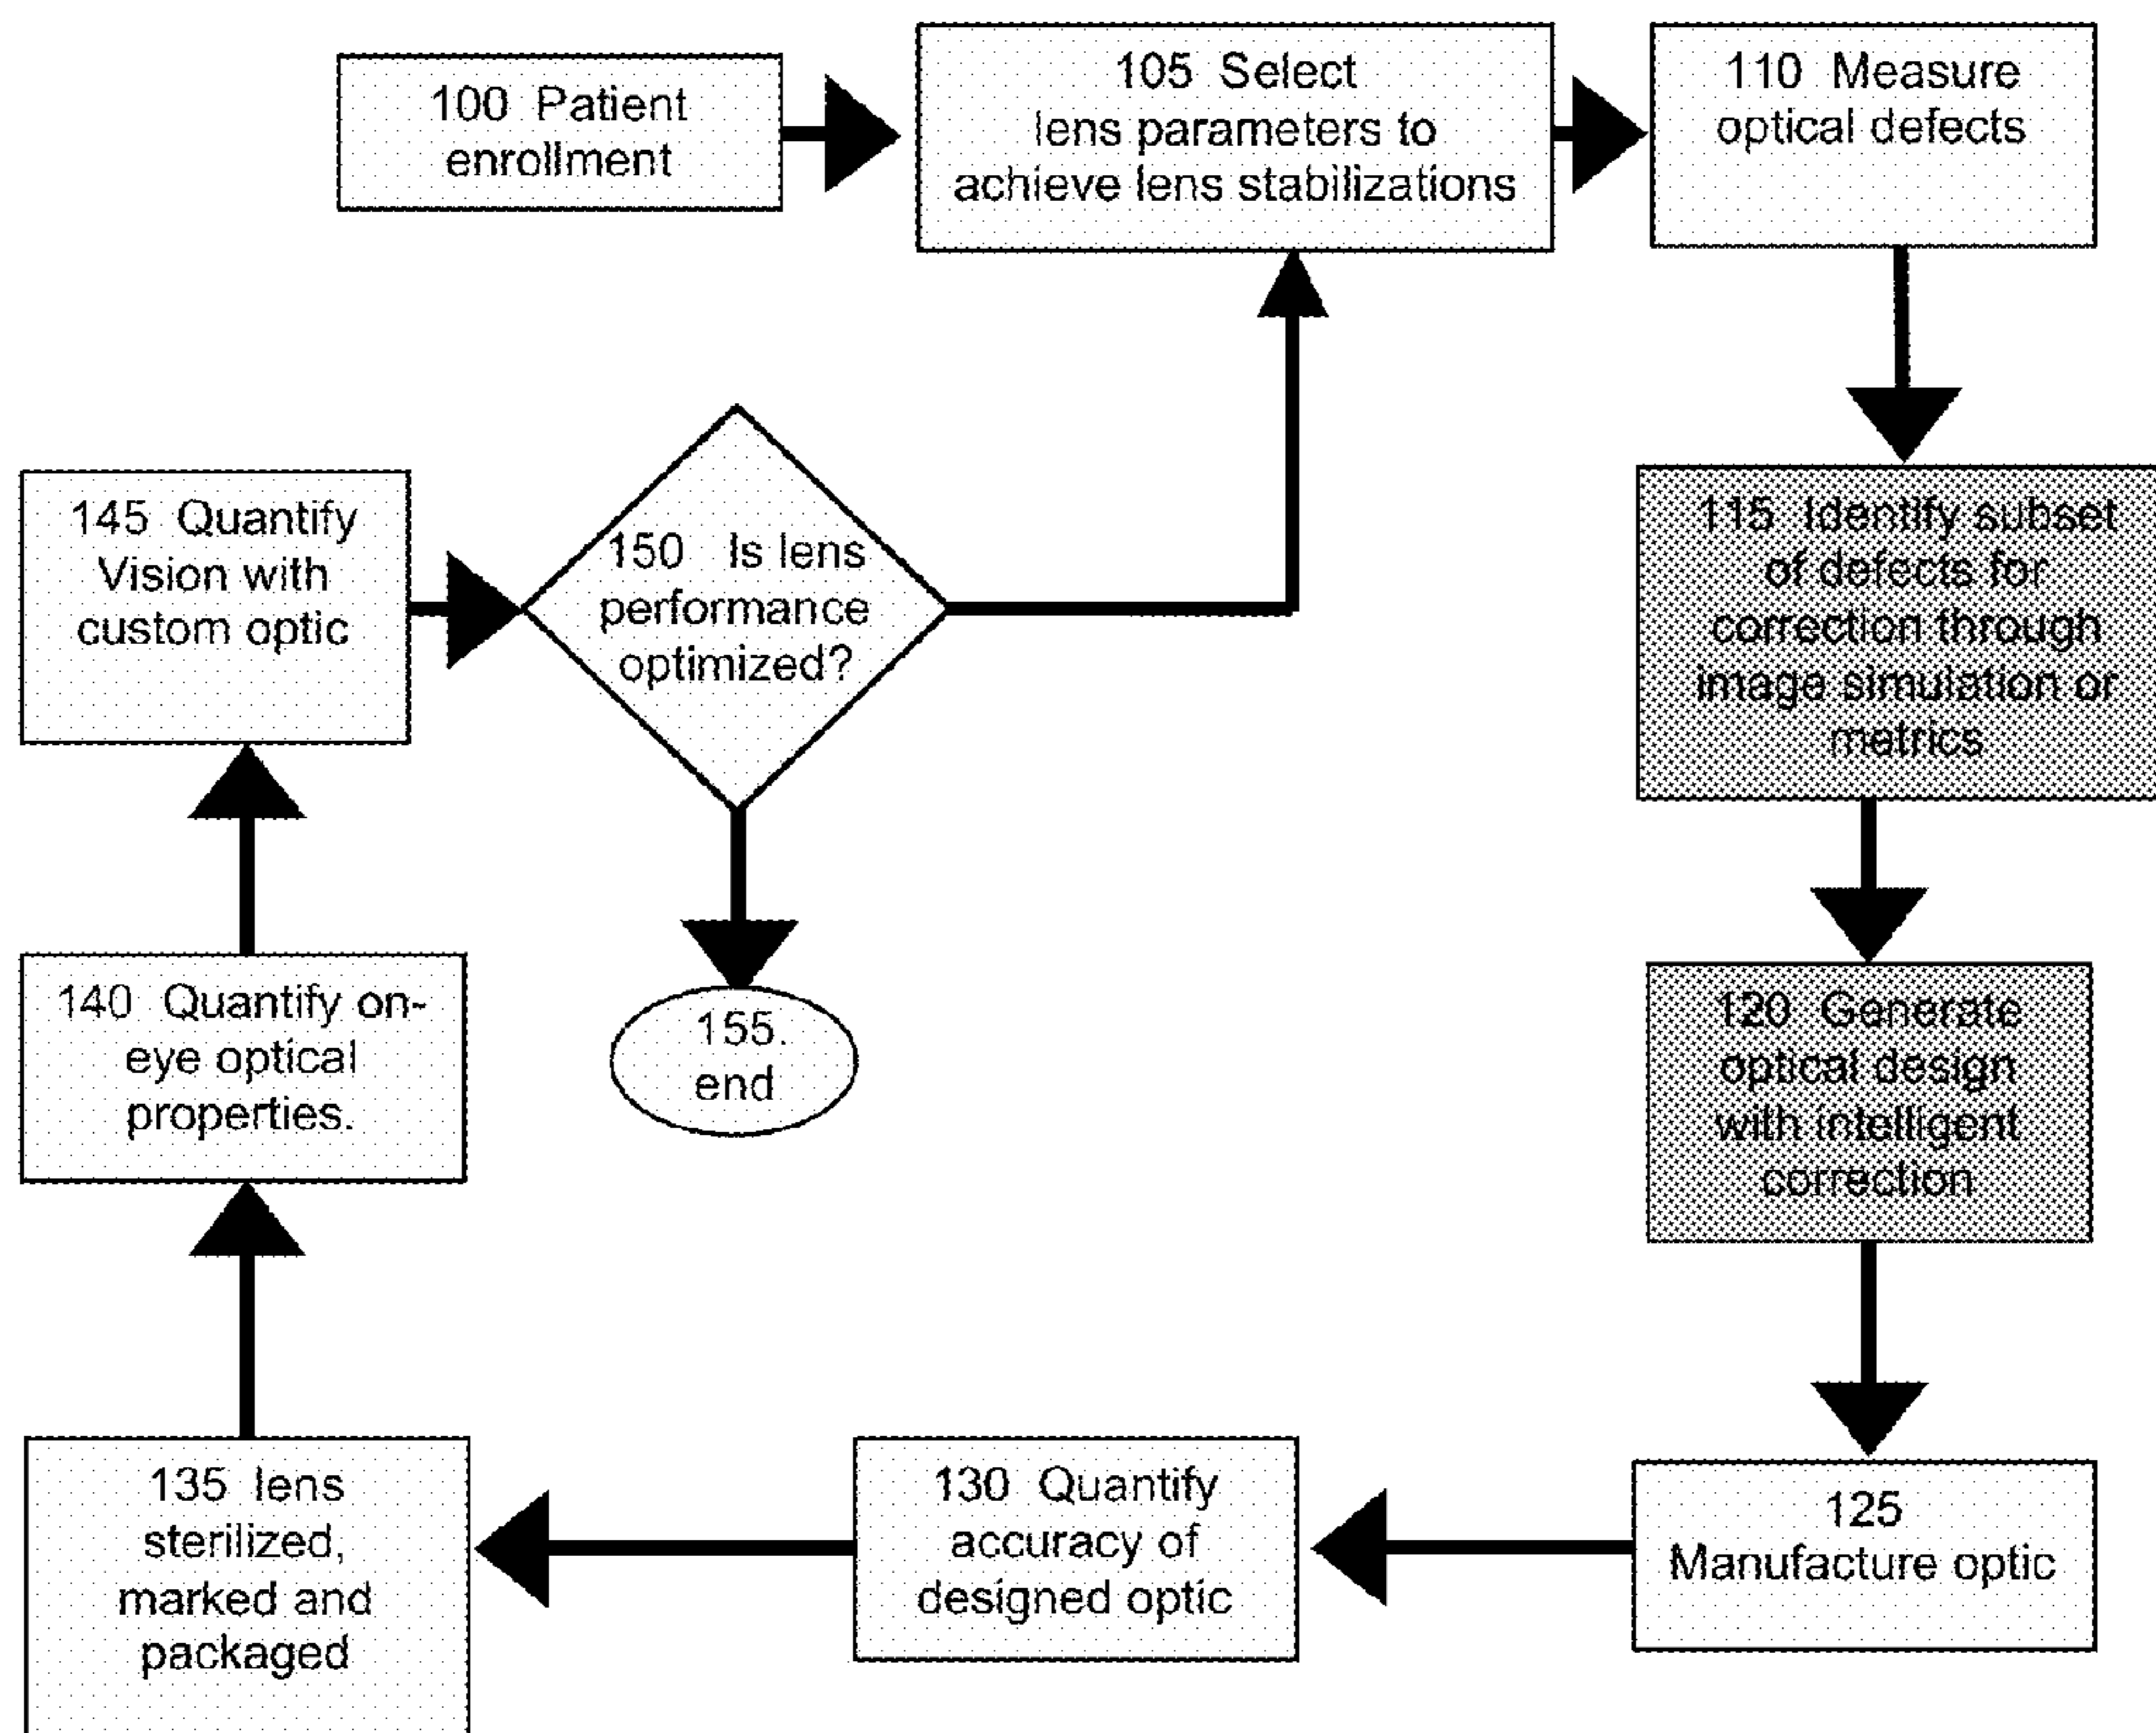 100 Patient
enrollment
105 Select
lens parameters to
achieve lens stabilizations
110 Measure
optical defects
115 Identify subset
of defects for
correction through
image simulation or
metrics
120 Generate
optical design
with intelligent
correction
125
Manufacture optic
130 Quantify
accuracy of
designed optic
135 lens
sterilized,
marked and
packaged
140 Quantify on-
eye optical
properties.
145 Quantify
Vision with
custom optic
150 Is lens
performance
optimized?
155.
end